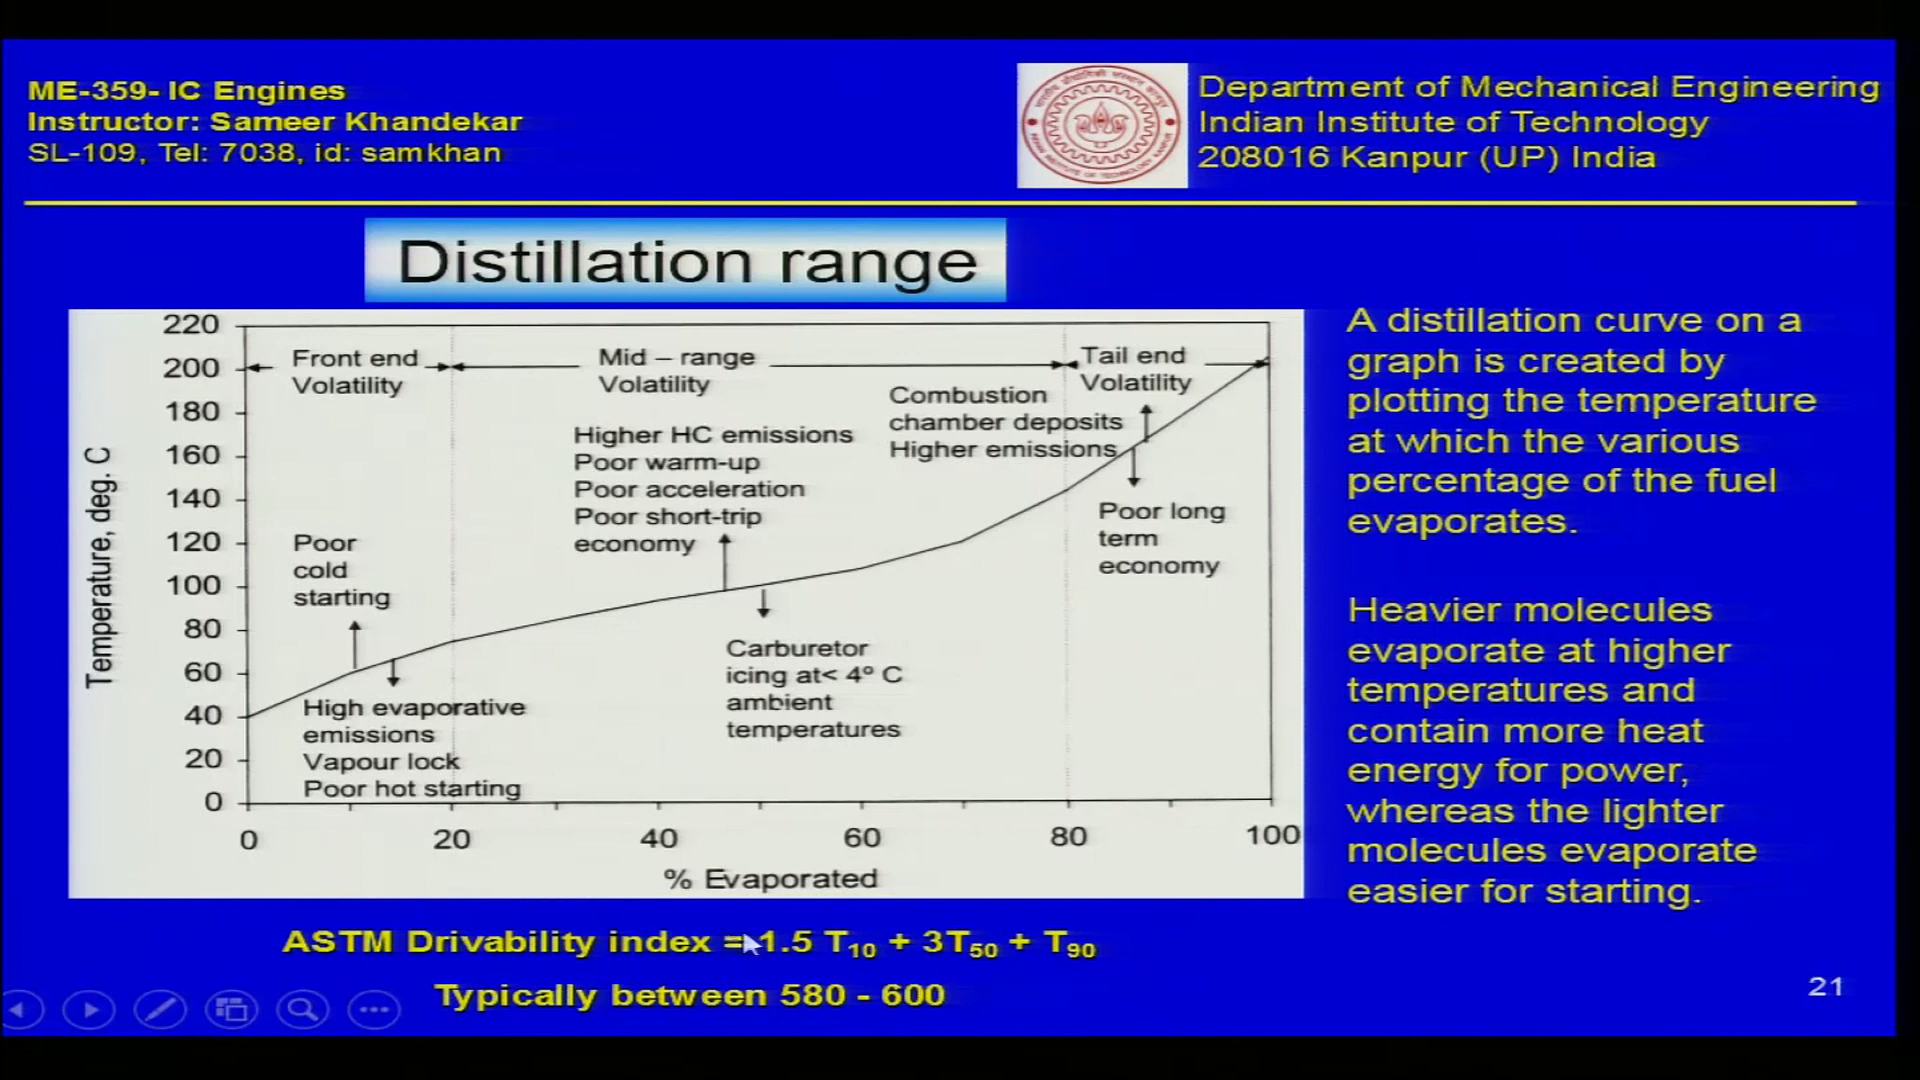 ME-359- IC Engines
Instructor: Sameer Khandekar
SL-109, Tel: 7038, id: samkhan
Department of Mechanical Engineering
Indian Institute of Technology
208016 Kanpur (UP) India
Distillation range
220
200
180
160
140
120
100
80
60
40
20
0
Temperature, deg. C
Front end
Volatility
Mid – range
Volatility
Tail end
Volatility
Combustion
chamber deposits
Higher emissions
Higher HC emissions
Poor warm-up
Poor acceleration
Poor short-trip
economy
Poor
cold
starting
Poor long
term
economy
High evaporative
emissions
Vapour lock
Poor hot starting
Carburetor
icing at< 4º C
ambient
temperatures
0 20 40 60 80 100
% Evaporated
A distillation curve on a
graph is created by
plotting the temperature
at which the various
percentage of the fuel
evaporates.
Heavier molecules
evaporate at higher
temperatures and
contain more heat
energy for power,
whereas the lighter
molecules evaporate
easier for starting.
ASTM Drivability index = 1.5 T10 + 3T50 + T90
Typically between 580 - 600
21